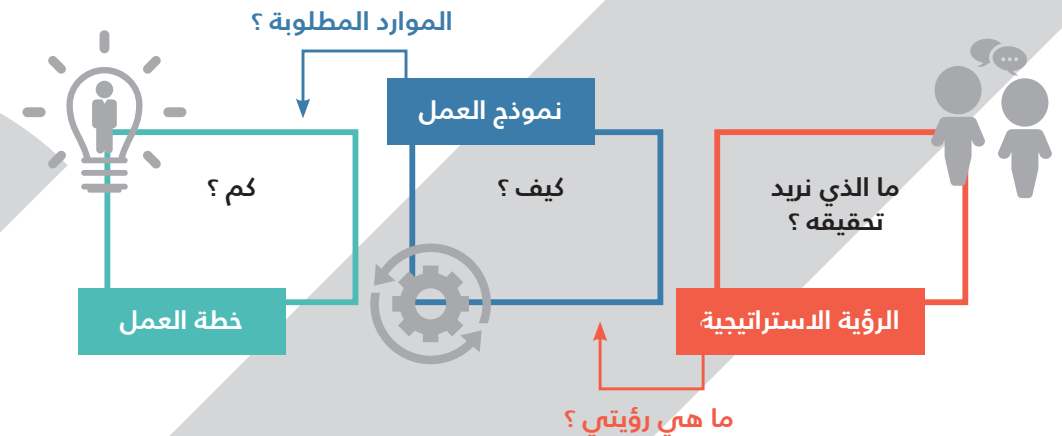 الموارد المطلوبة ؟
نموذج العمل
ما الذي نريد
تحقيقه ؟
كيف ؟
كم ؟
الرؤية الاستراتيجية
خطة العمل
ما هي رؤيتي ؟